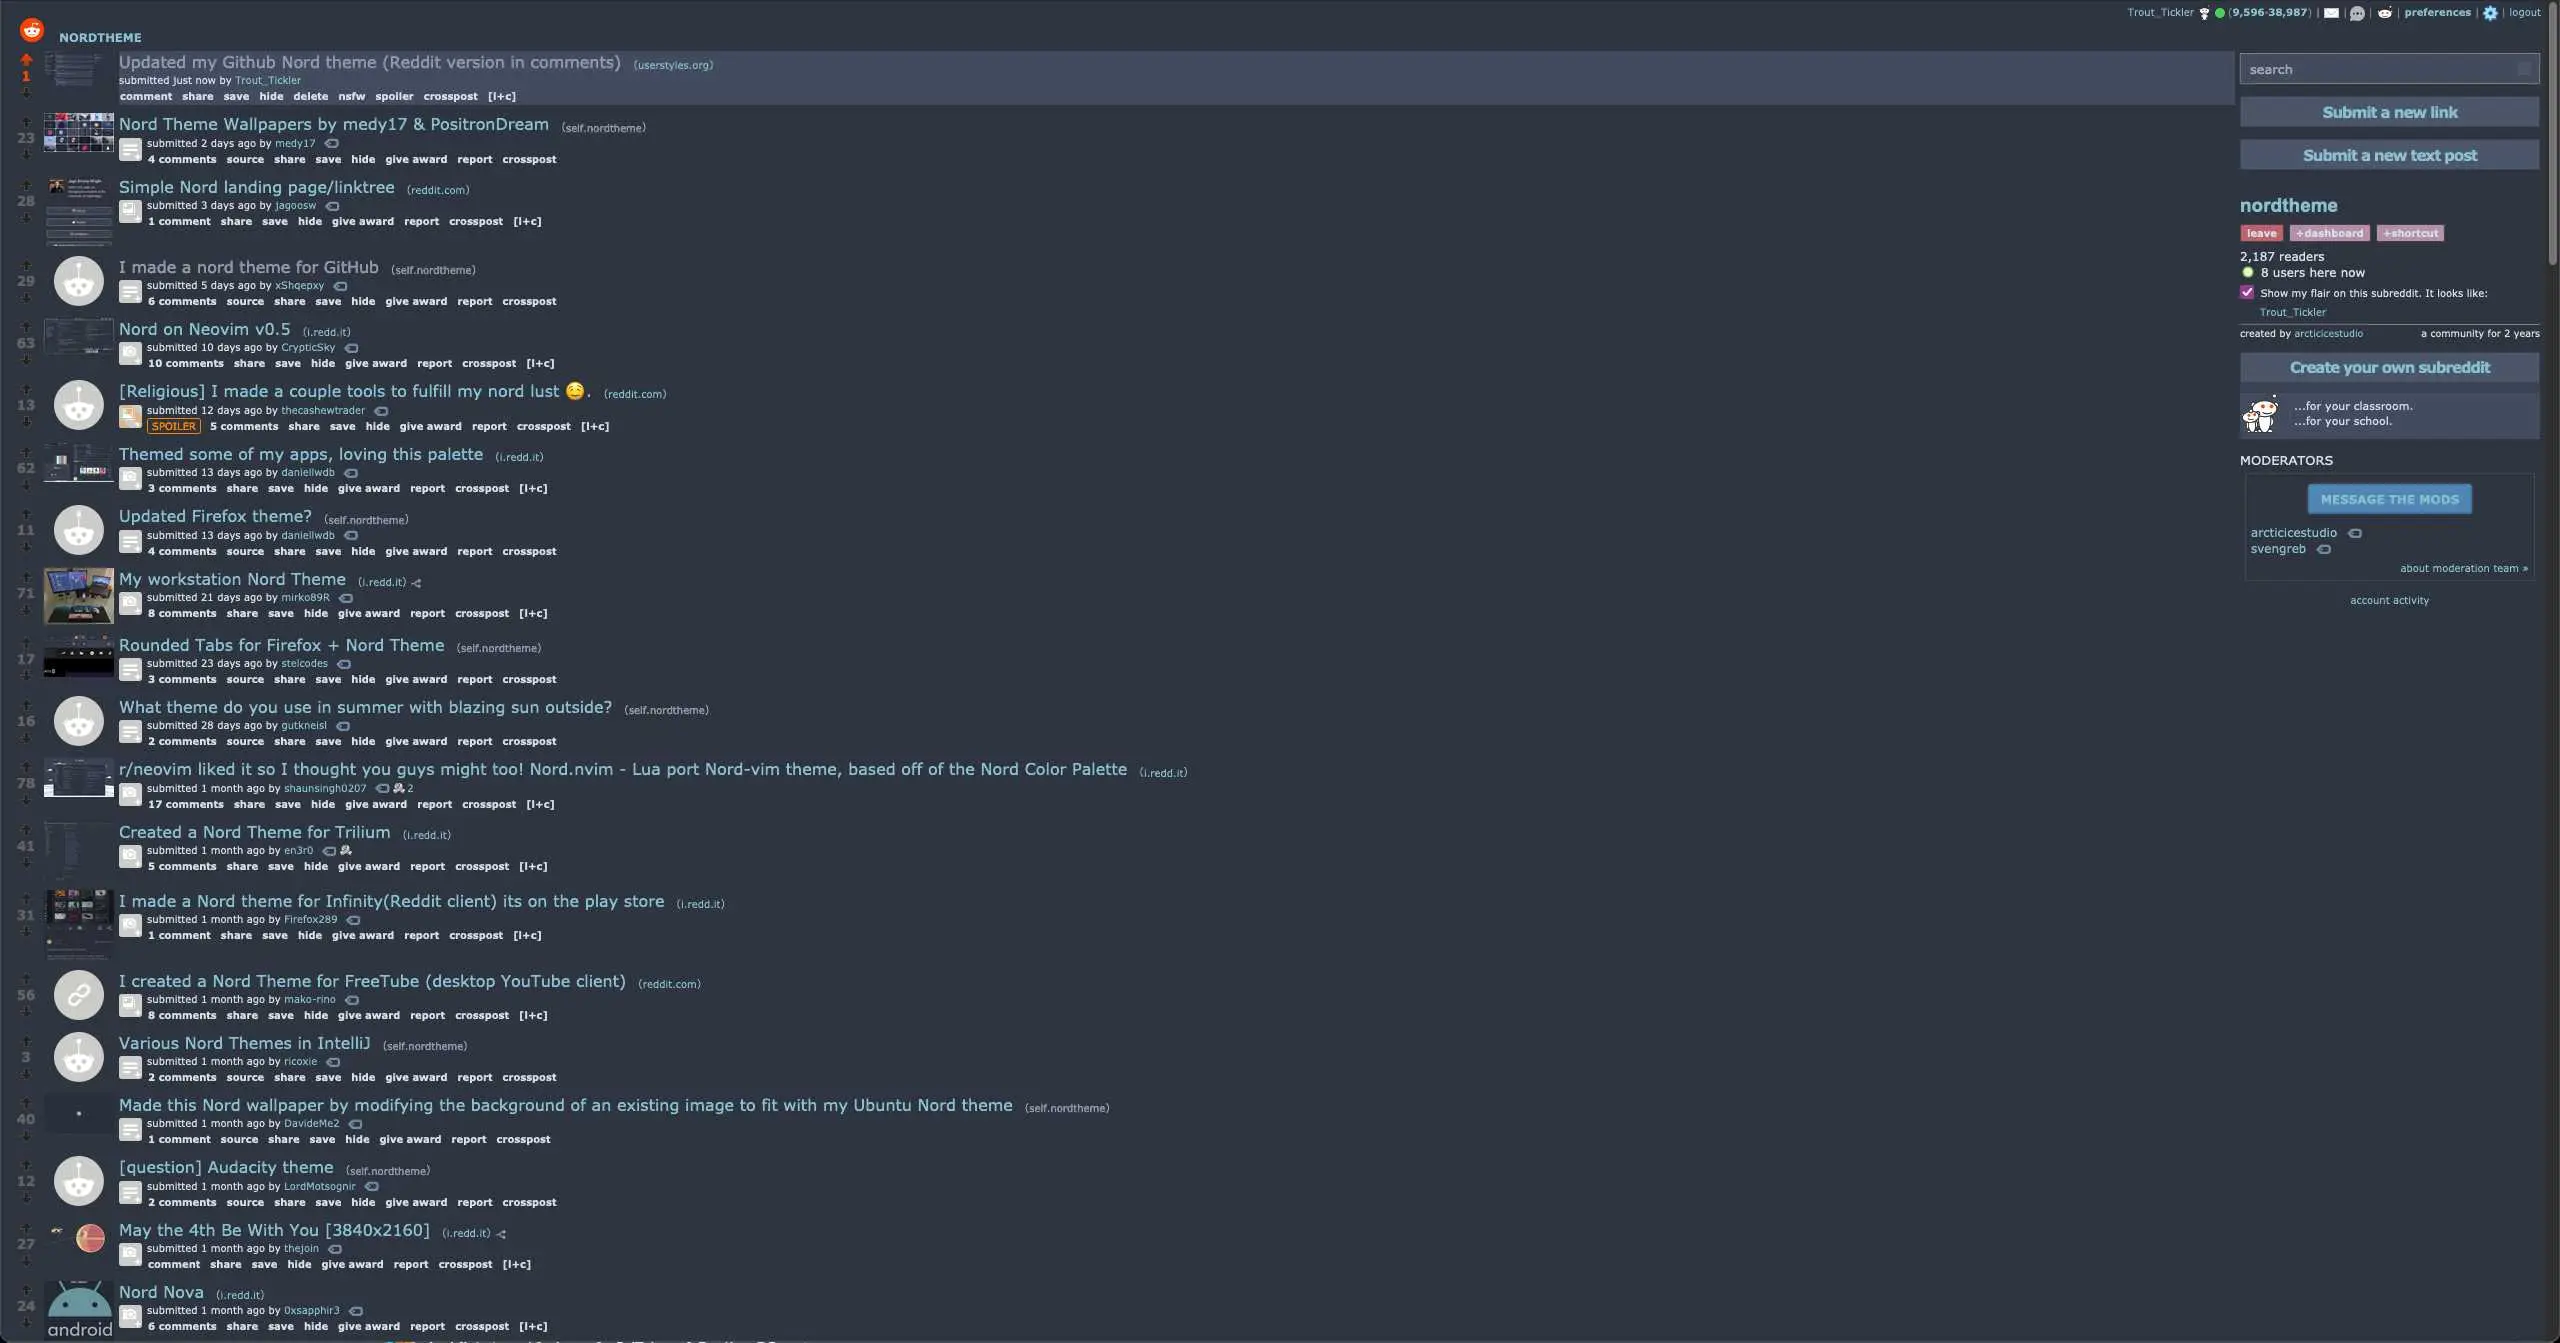 Trout_Tickler (9,596·38,987) | | | | preferences | | logout
NORDTHEME
1
Updated my Github Nord theme (Reddit version in comments) (userstyles.org)
submitted just now by Trout_Tickler
comment share save hide delete nsfw spoiler crosspost [l+c]
23
Nord Theme Wallpapers by medy17 & PositronDream (self.nordtheme)
submitted 2 days ago by medy17
4 comments source share save hide give award report crosspost
28
Simple Nord landing page/linktree (reddit.com)
submitted 3 days ago by jagoosw
1 comment share save hide give award report crosspost [l+c]
29
I made a nord theme for GitHub (self.nordtheme)
submitted 5 days ago by xShqepxy
6 comments source share save hide give award report crosspost
63
Nord on Neovim v0.5 (i.redd.it)
submitted 10 days ago by CrypticSky
10 comments share save hide give award report crosspost [l+c]
13
[Religious] I made a couple tools to fulfill my nord lust 😌. (reddit.com)
submitted 12 days ago by thecashewtrader
SPOILER 5 comments share save hide give award report crosspost [l+c]
62
Themed some of my apps, loving this palette (i.redd.it)
submitted 13 days ago by daniellwdb
3 comments share save hide give award report crosspost [l+c]
11
Updated Firefox theme? (self.nordtheme)
submitted 13 days ago by daniellwdb
4 comments source share save hide give award report crosspost
71
My workstation Nord Theme (i.redd.it)
submitted 21 days ago by mirko89R
8 comments share save hide give award report crosspost [l+c]
17
Rounded Tabs for Firefox + Nord Theme (self.nordtheme)
submitted 23 days ago by stelcodes
3 comments source share save hide give award report crosspost
16
What theme do you use in summer with blazing sun outside? (self.nordtheme)
submitted 28 days ago by gutkneisl
2 comments source share save hide give award report crosspost
78
r/neovim liked it so I thought you guys might too! Nord.nvim - Lua port Nord-vim theme, based off of the Nord Color Palette (i.redd.it)
submitted 1 month ago by shaunsingh0207 2
17 comments share save hide give award report crosspost [l+c]
41
Created a Nord Theme for Trilium (i.redd.it)
submitted 1 month ago by en3r0
5 comments share save hide give award report crosspost [l+c]
31
I made a Nord theme for Infinity(Reddit client) its on the play store (i.redd.it)
submitted 1 month ago by Firefox289
1 comment share save hide give award report crosspost [l+c]
56
I created a Nord Theme for FreeTube (desktop YouTube client) (reddit.com)
submitted 1 month ago by mako-rino
8 comments share save hide give award report crosspost [l+c]
3
Various Nord Themes in IntelliJ (self.nordtheme)
submitted 1 month ago by ricoxie
2 comments source share save hide give award report crosspost
40
Made this Nord wallpaper by modifying the background of an existing image to fit with my Ubuntu Nord theme (self.nordtheme)
submitted 1 month ago by DavideMe2
1 comment source share save hide give award report crosspost
12
[question] Audacity theme (self.nordtheme)
submitted 1 month ago by LordMotsognir
2 comments source share save hide give award report crosspost
27
May the 4th Be With You [3840x2160] (i.redd.it)
submitted 1 month ago by thejoin
comment share save hide give award report crosspost [l+c]
24
android
Nord Nova (i.redd.it)
submitted 1 month ago by 0xsapphir3
6 comments share save hide give award report crosspost [l+c]
search
Submit a new link
Submit a new text post
nordtheme
leave +dashboard +shortcut
2,187 readers
8 users here now
Show my flair on this subreddit. It looks like:
Trout_Tickler
created by arcticicestudio a community for 2 years
Create your own subreddit
...for your classroom.
...for your school.
MODERATORS
MESSAGE THE MODS
arcticicestudio
svengreb
about moderation team »
account activity